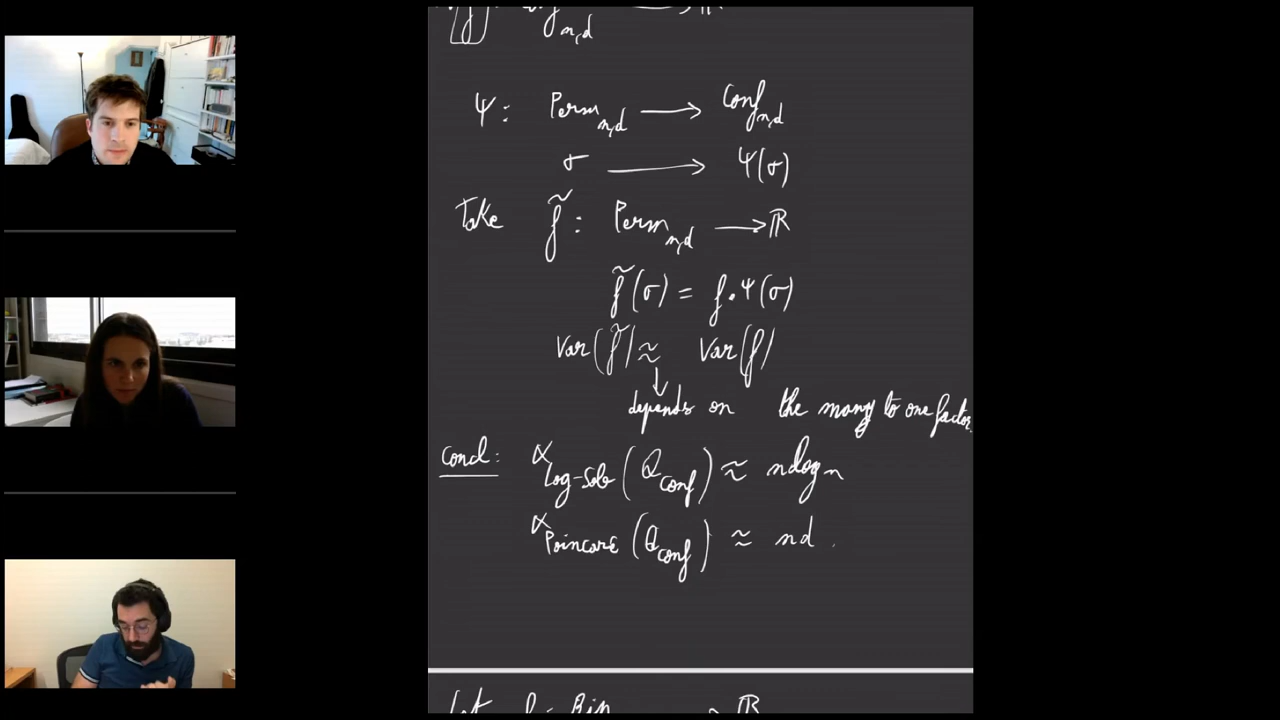 Ψ: Perm_{n,d} → Conf_{n,d}
σ → Ψ(σ)
Take f̃: Perm_{n,d} → ℝ
f̃(σ) = f∘Ψ(σ)
Var(f̃) ≈ Var(f)
↓
depends on the many to one factor.
concl: α_{Log-Sob}(Q_{conf}) ≈ nd log n
α_{Poincaré}(Q_{conf}) ≈ nd.